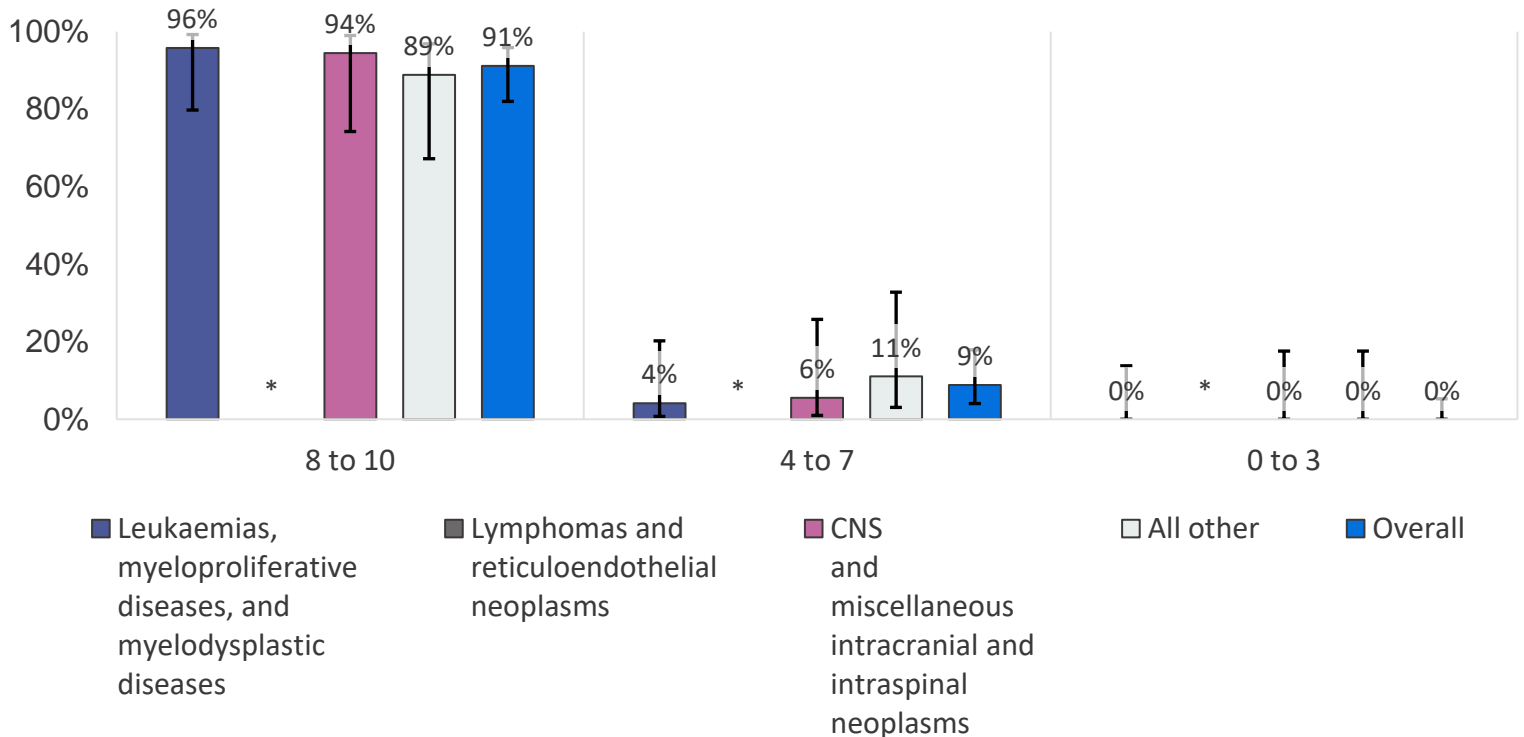 100%
80%
60%
40%
20%
0%
96%
*
94%
89%
91%
4%
*
6%
11%
9%
0%
*
0%
0%
0%
8 to 10
4 to 7
0 to 3
Leukaemias,
myeloproliferative
diseases, and
myelodysplastic
diseases
Lymphomas and
reticuloendothelial
neoplasms
CNS
and
miscellaneous
intracranial and
intraspinal
neoplasms
All other
Overall